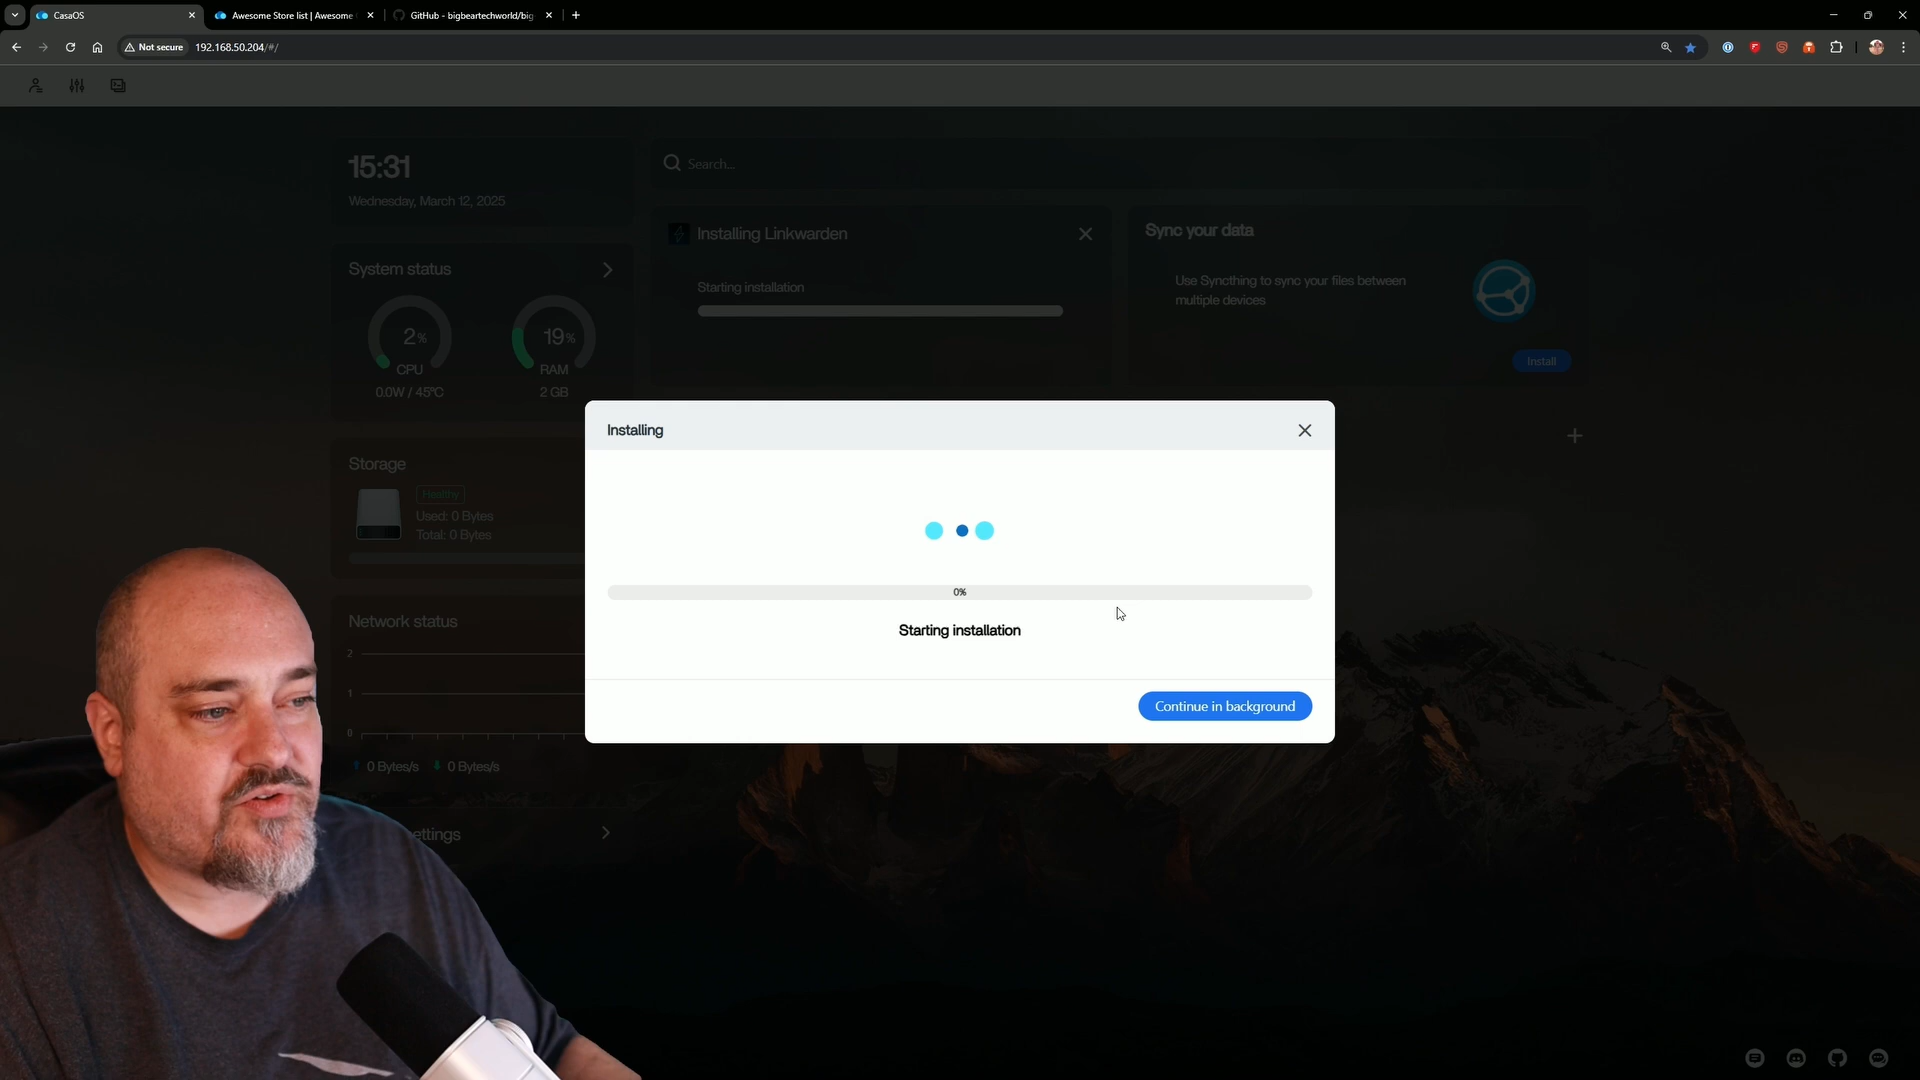 CasaOS
Awesome Store list | Awesome
GitHub - bigbeartechworld/big
Not secure
192.168.50.204/#/
15:31
Wednesday, March 12, 2025
Search...
Installing Linkwarden
Starting installation
Sync your data
Use Syncthing to sync your files between
multiple devices
Install
System status
2%
CPU
0.0W / 45°C
19%
RAM
2 GB
Storage
Healthy
Used: 0 Bytes
Total: 0 Bytes
Installing
0%
Starting installation
Continue in background
Network status
2
1
0
0 Bytes/s
0 Bytes/s
ettings